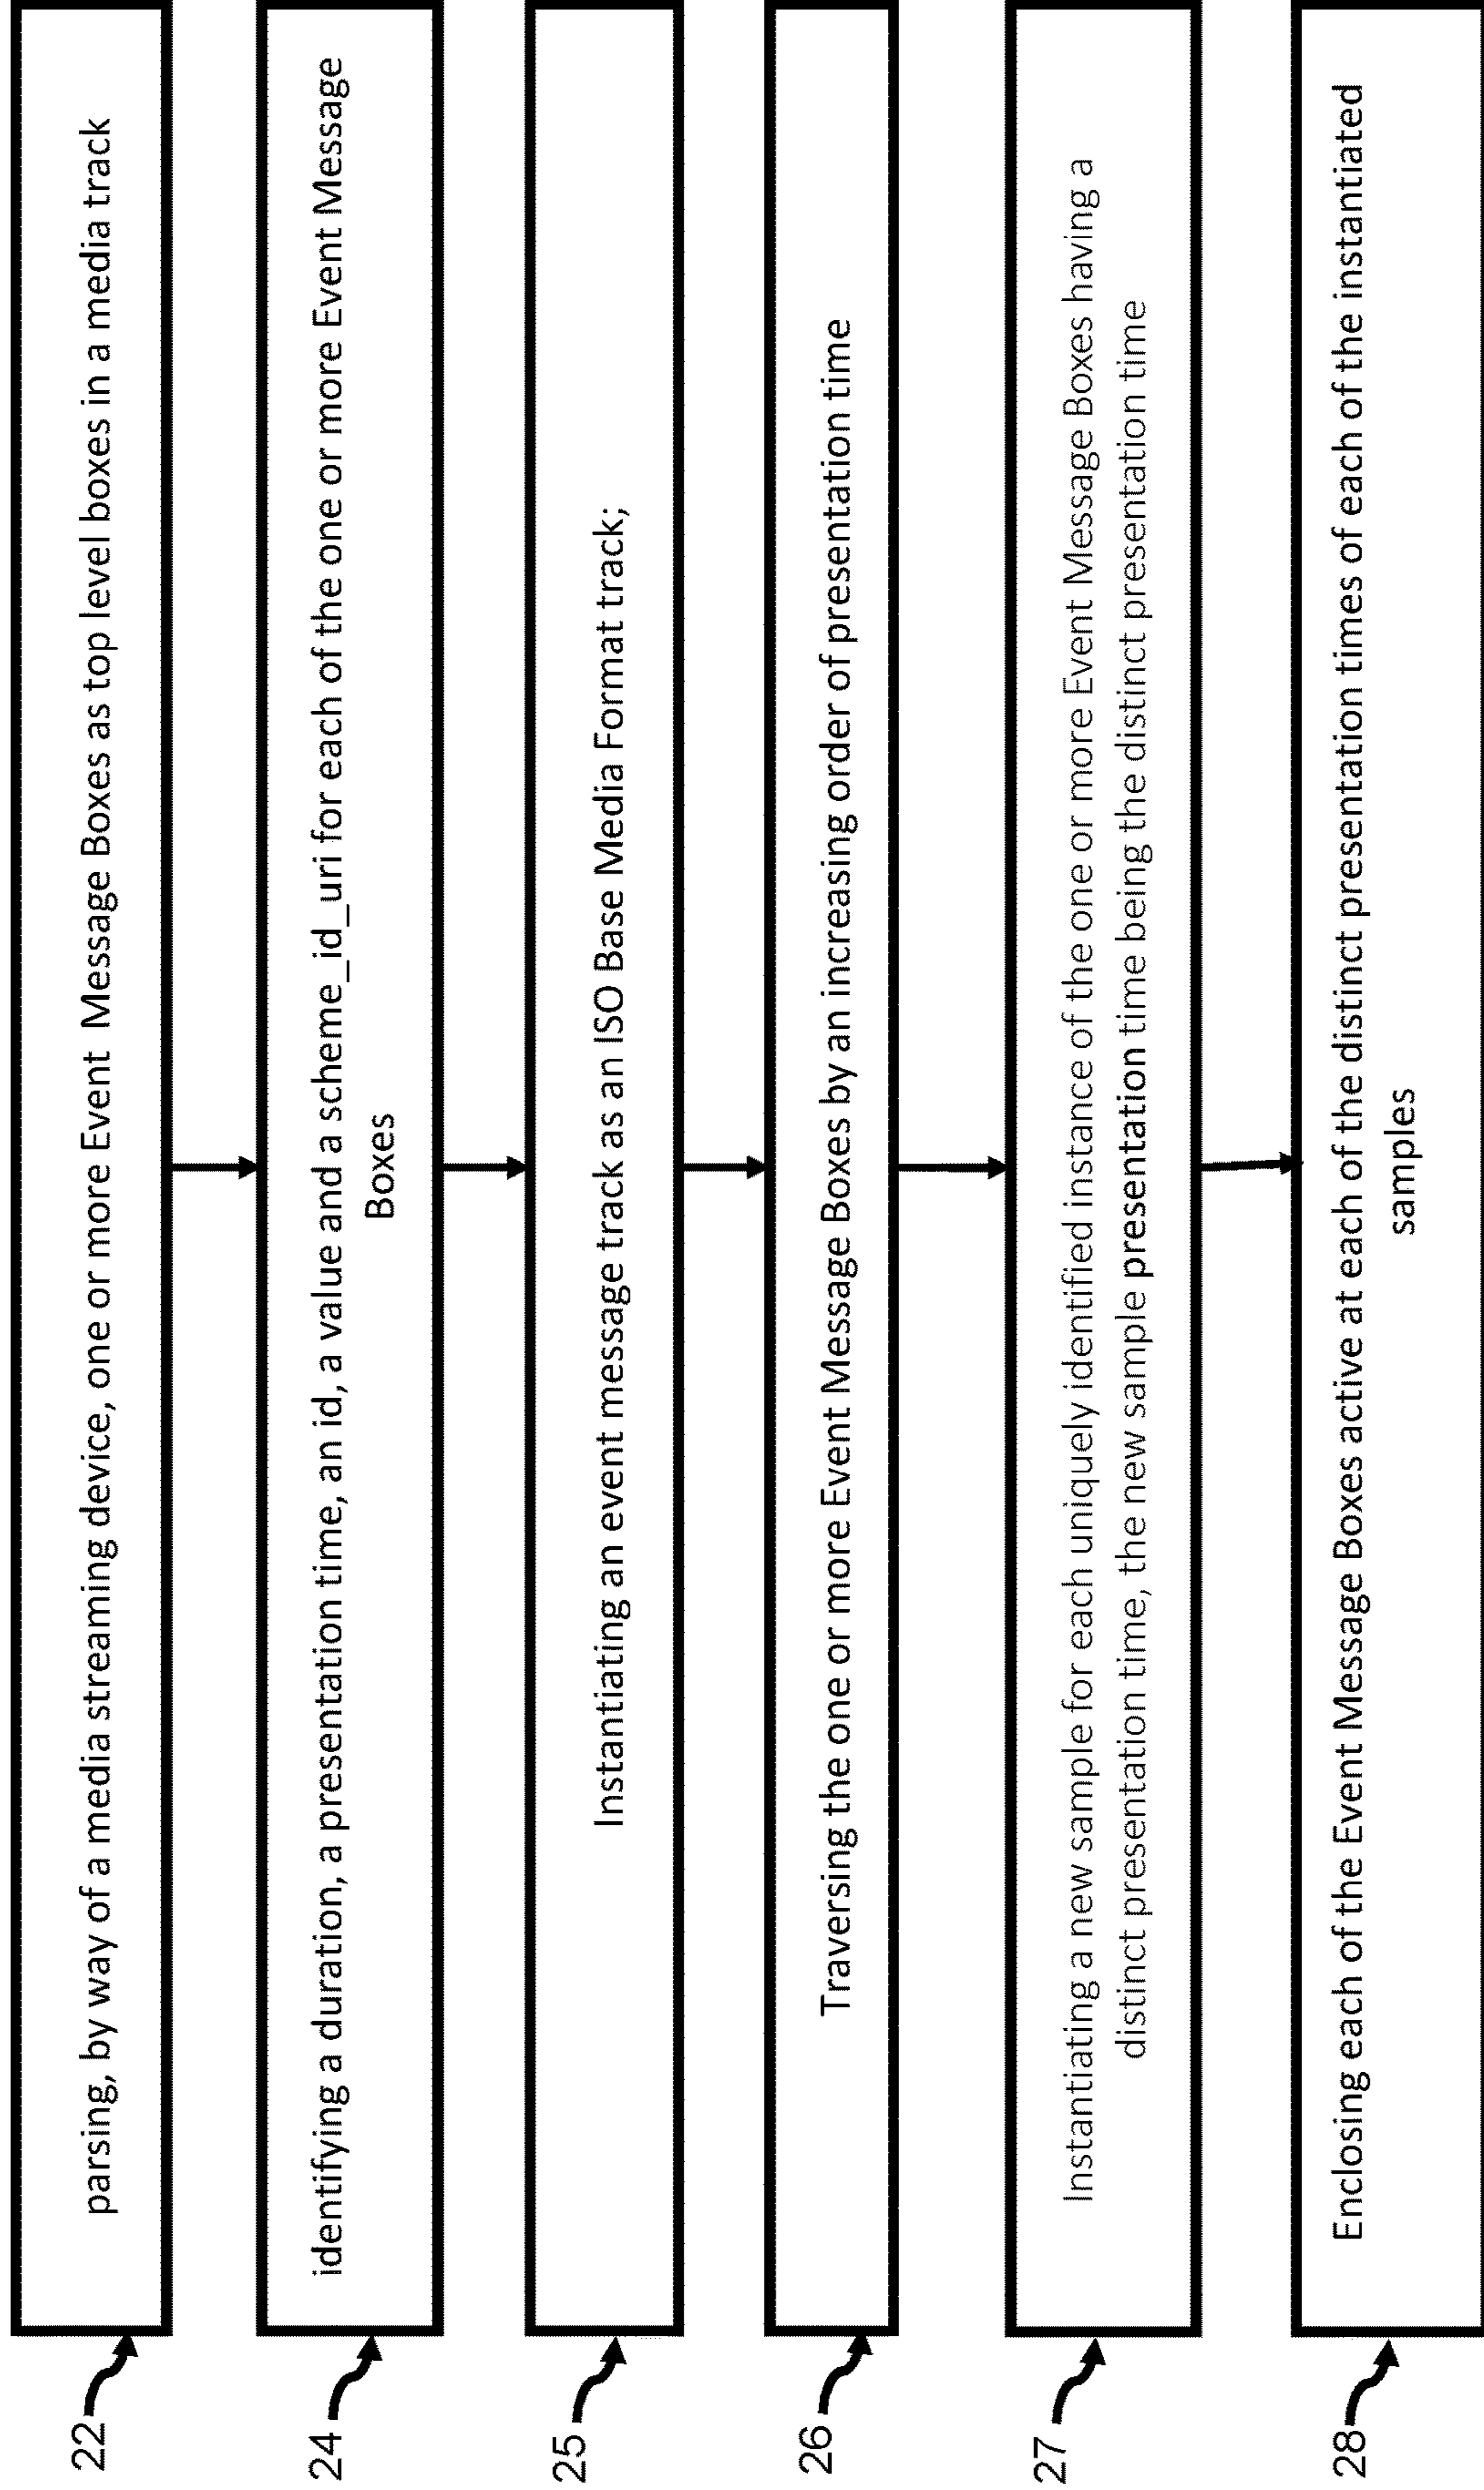 22
parsing, by way of a media streaming device, one or more Event Message Boxes as top level boxes in a media track
24
identifying a duration, a presentation time, an id, a value and a scheme_id_uri for each of the one or more Event Message
Boxes
25
Instantiating an event message track as an ISO Base Media Format track;
26
Traversing the one or more Event Message Boxes by an increasing order of presentation time
27
Instantiating a new sample for each uniquely identified instance of the one or more Event Message Boxes having a
distinct presentation time, the new sample presentation time being the distinct presentation time
28
Enclosing each of the Event Message Boxes active at each of the distinct presentation times of each of the instantiated
samples